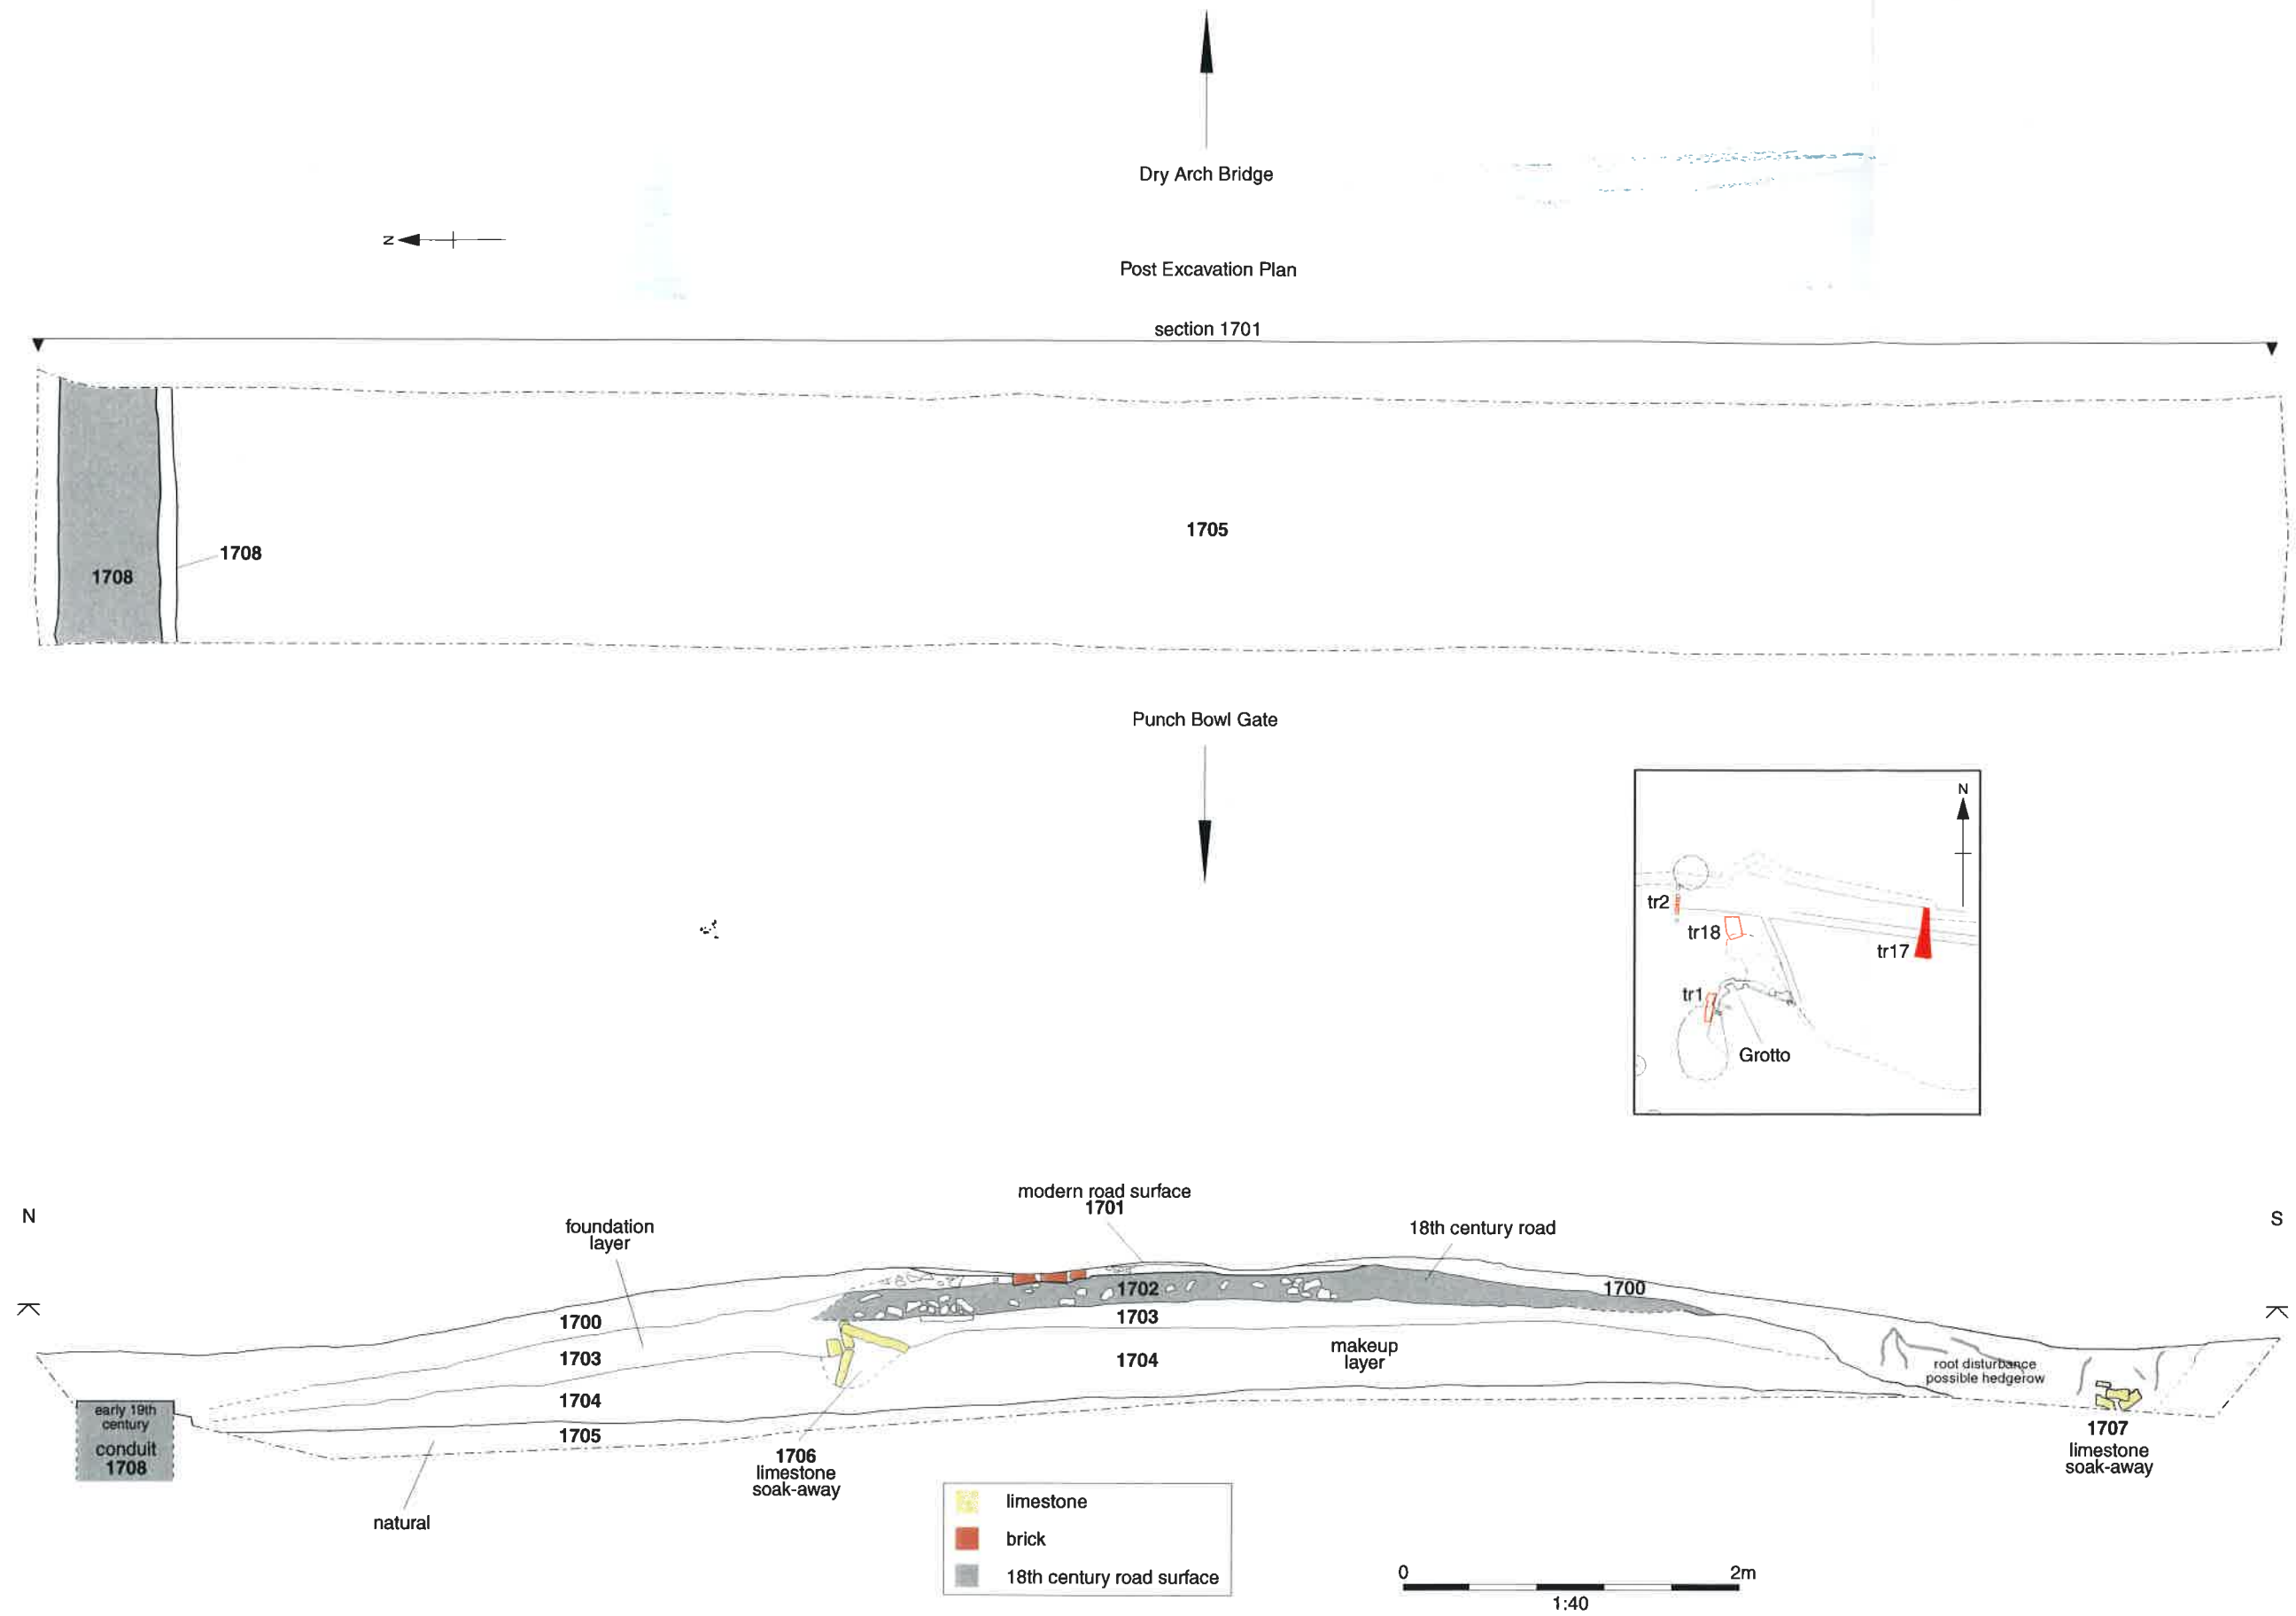 Dry Arch Bridge
N
Post Excavation Plan
section 1701
1705
1708
1708
Punch Bowl Gate
N
tr2
tr18
tr17
tr1
Grotto
modern road surface
1701
N
S
foundation
layer
18th century road
1702
1700
1700
1703
1703
makeup
layer
1704
root disturbance
possible hedgerow
1704
early 19th
century
conduit
1708
1705
1706
limestone
soak-away
1707
limestone
soak-away
natural
limestone
brick
18th century road surface
0
2m
1:40